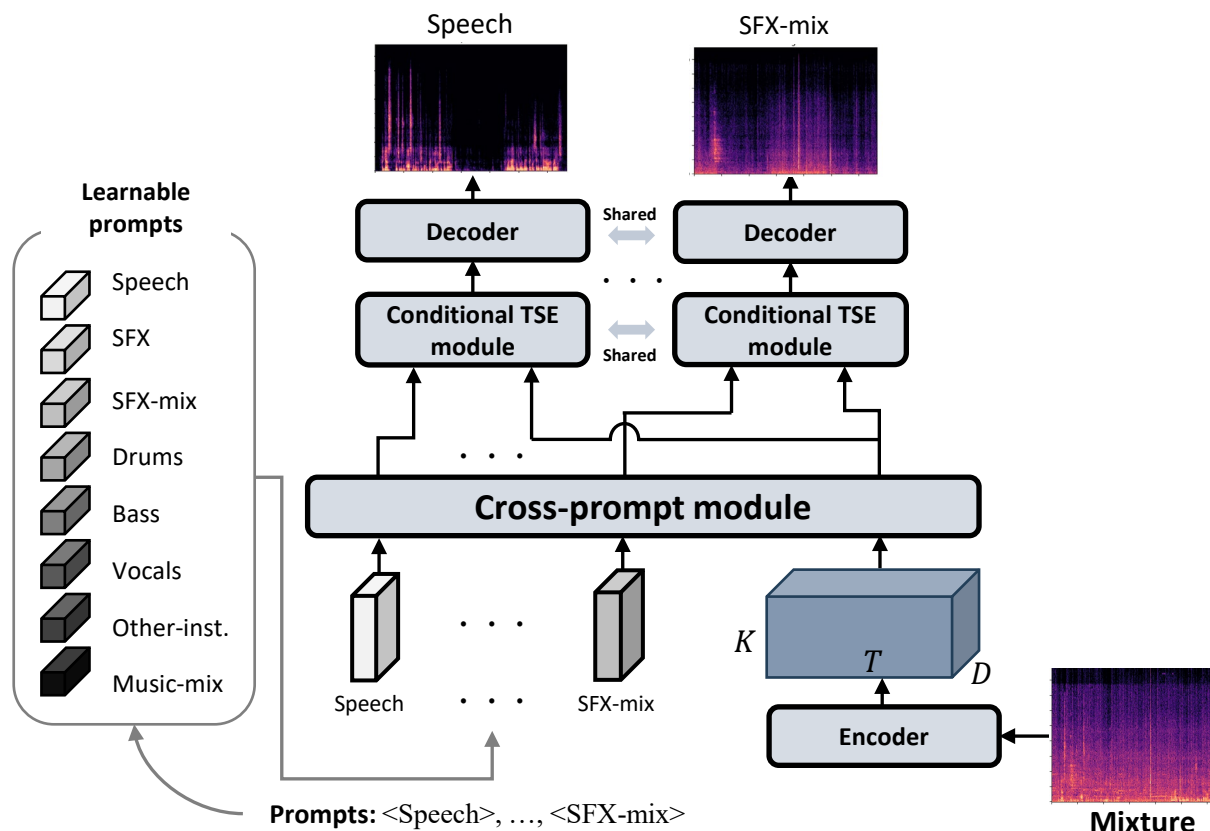 Speech
SFX-mix
Learnable
prompts
Speech
SFX
SFX-mix
Drums
Bass
Vocals
Other-inst.
Music-mix
Decoder
Shared
Decoder
. . .
Conditional TSE
module
Shared
Conditional TSE
module
. . .
Cross-prompt module
. . .
Speech
. . .
SFX-mix
K
T
D
Encoder
Mixture
Prompts: <Speech>, …, <SFX-mix>